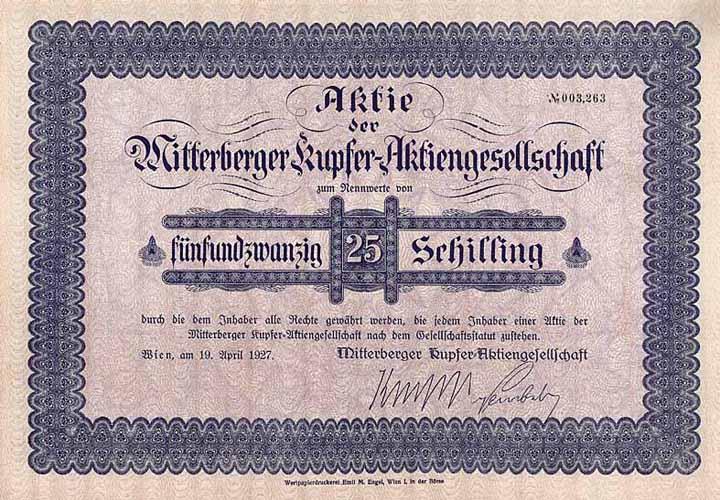 Aktie
№ 003,263
der
Mitterberger Kupfer-Aktiengesellschaft
zum Nennwerte von
fünfundzwanzig 25 Schilling
durch die dem Inhaber alle Rechte gewährt werden, die jedem Inhaber einer Aktie der
Mitterberger Kupfer-Aktiengesellschaft nach dem Gesellschaftsstatut zustehen.
Wien, am 19. April 1927. Mitterberger Kupfer-Aktiengesellschaft
Wertpapierdruckerei Emil M. Engel, Wien I, in der Börse